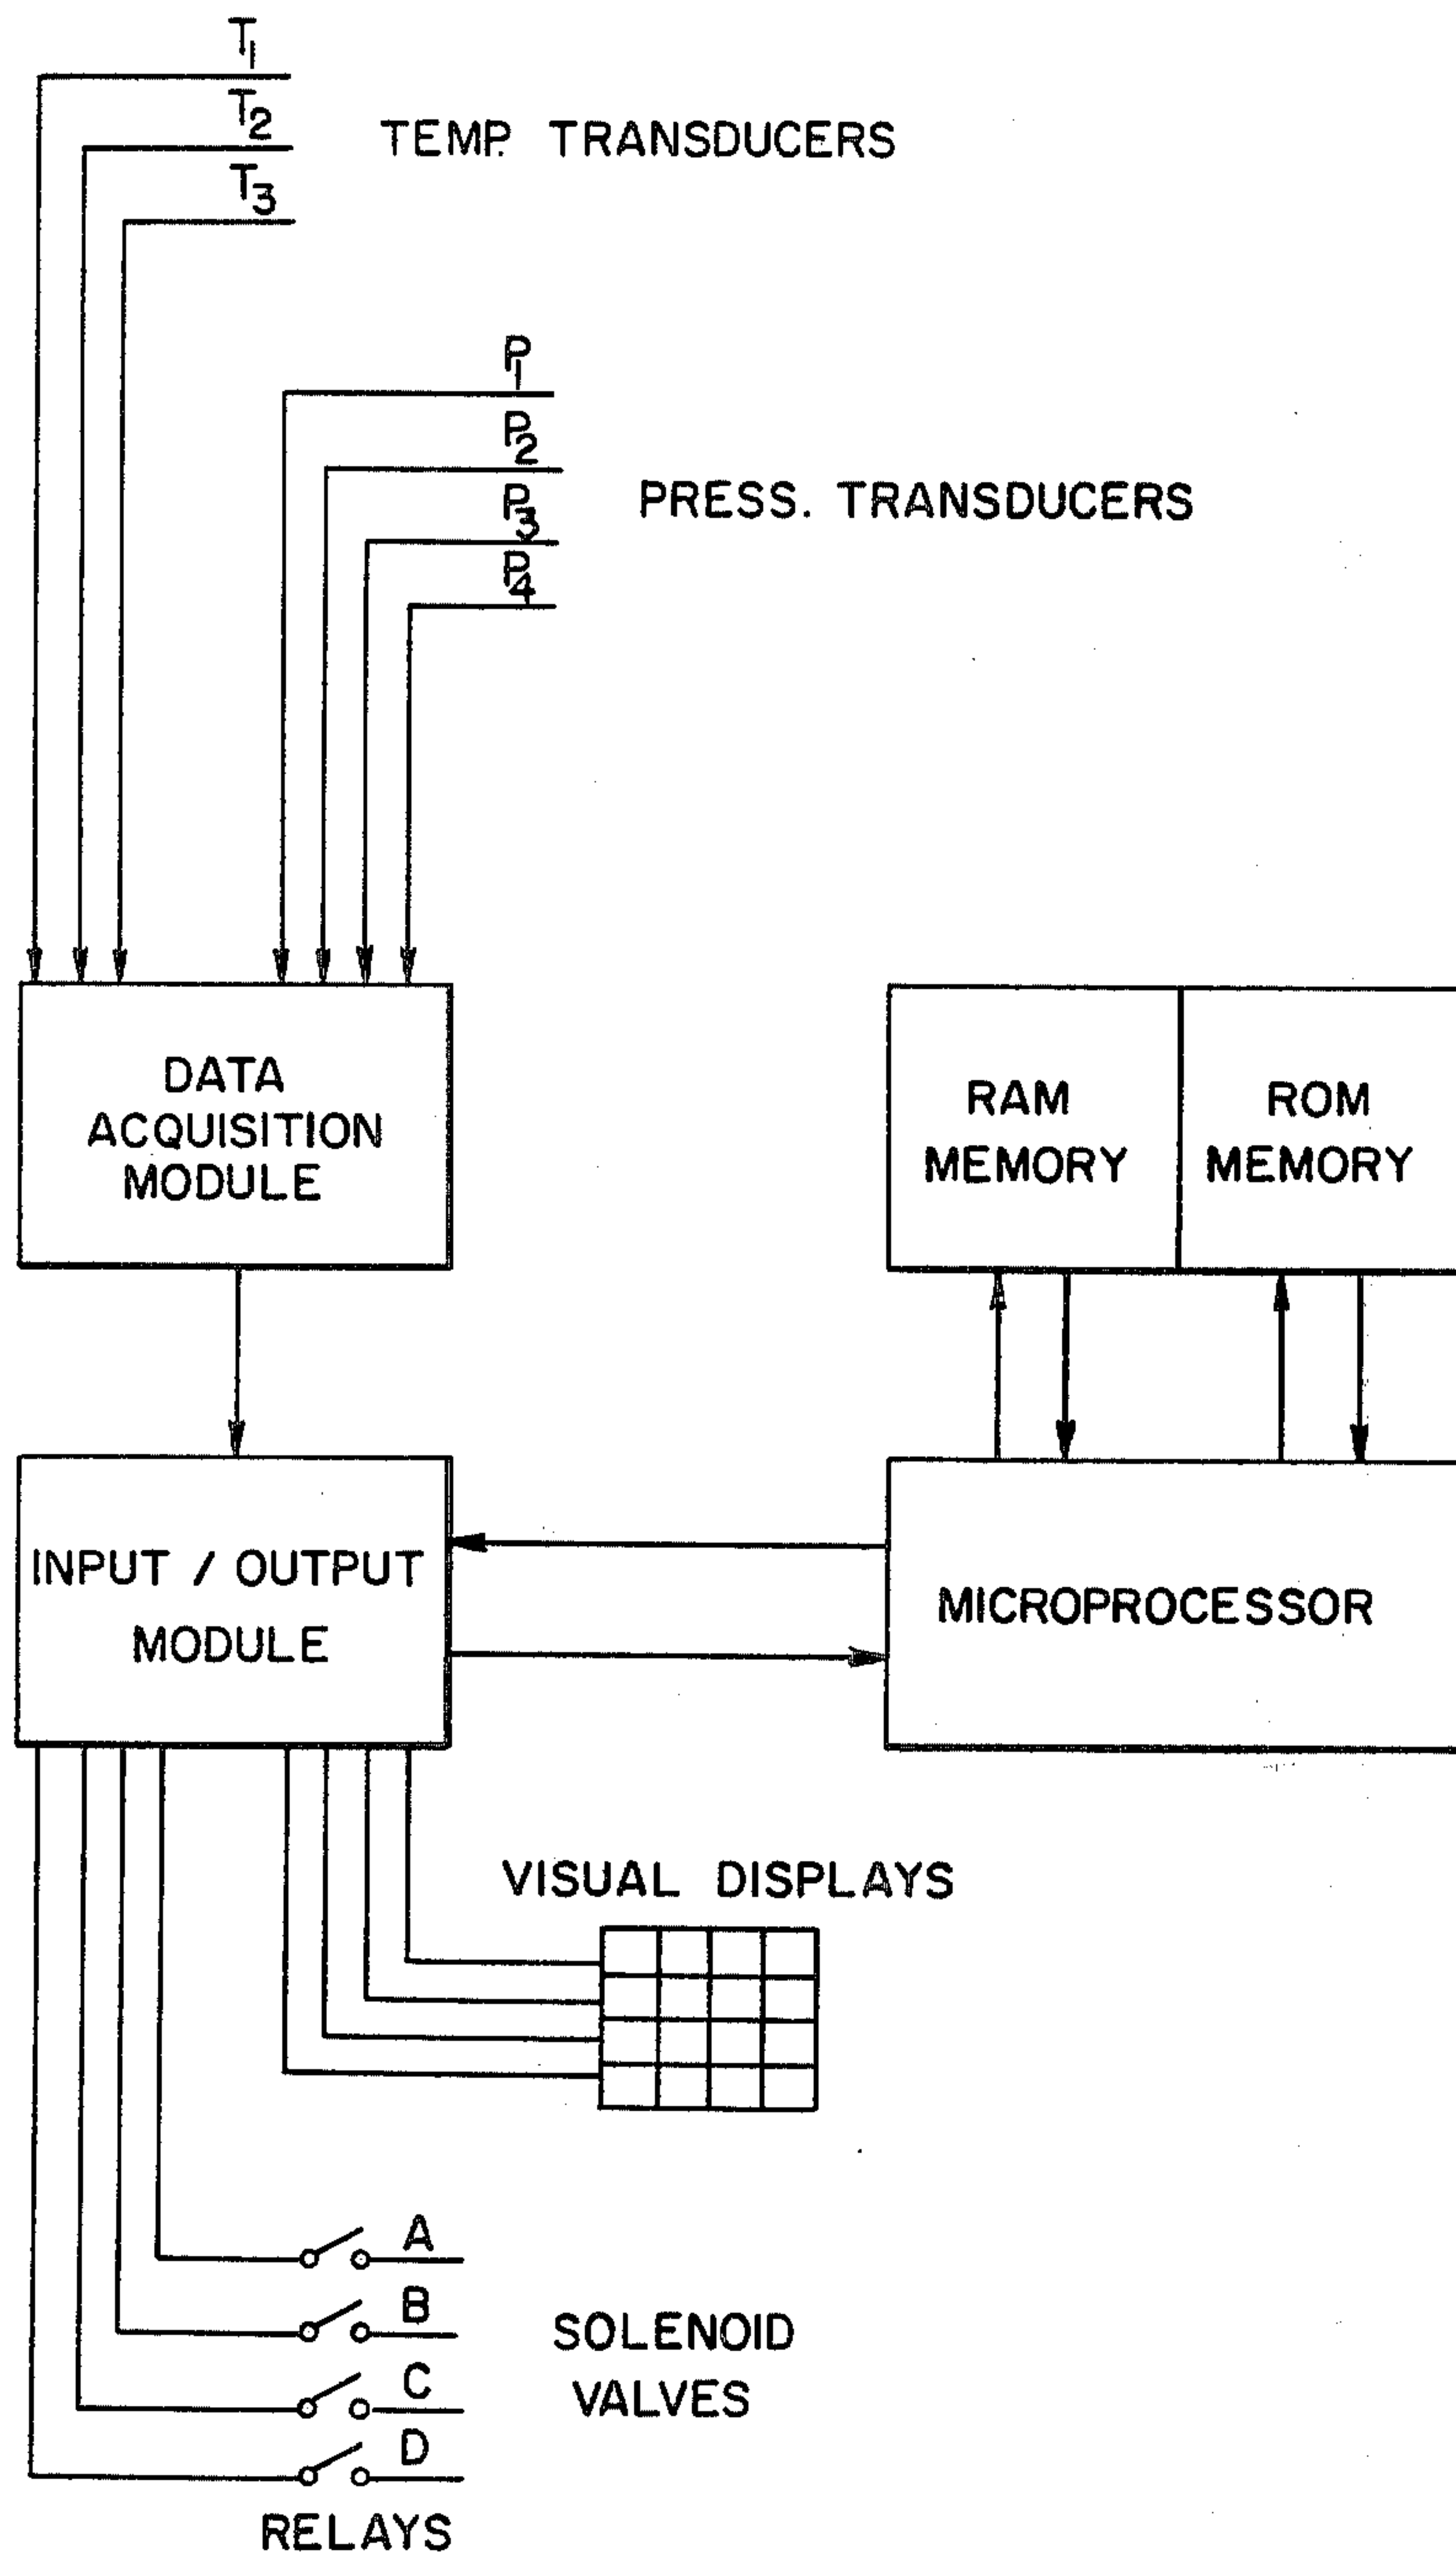 T1
T2
TEMP. TRANSDUCERS
T3
P1
P2
PRESS. TRANSDUCERS
P3
P4
DATA
ACQUISITION
MODULE
RAM
MEMORY
ROM
MEMORY
INPUT / OUTPUT
MODULE
MICROPROCESSOR
VISUAL DISPLAYS
A
B
SOLENOID
VALVES
C
D
RELAYS